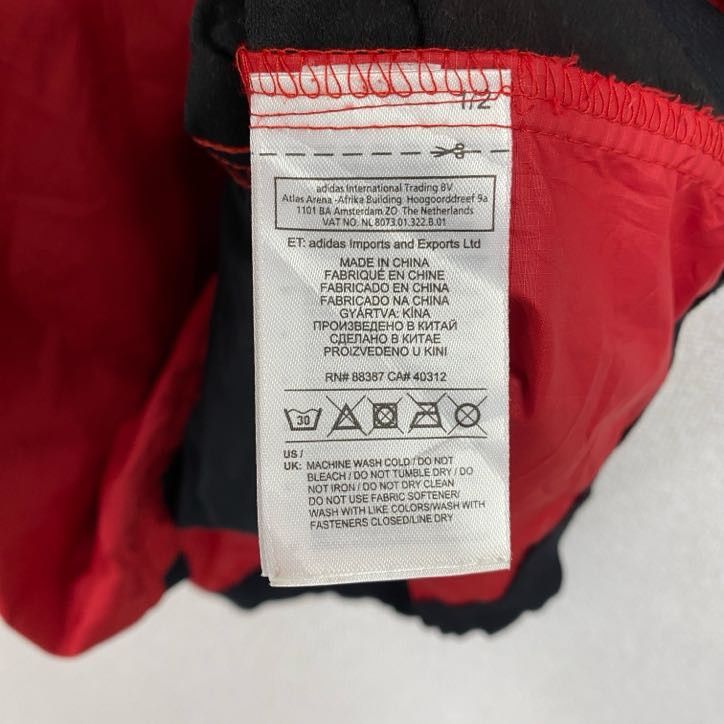 1/2
adidas International Trading BV
Atlas Arena -Afrika Building Hoogoorddreef 9a
1101 BA Amsterdam ZO The Netherlands
VAT NO: NL8073.01.322.B.01
ET: adidas Imports and Exports Ltd
MADE IN CHINA
FABRIQUÉ EN CHINE
FABRICADO EN CHINA
FABRICADO NA CHINA
GYÁRTVA: KÍNA
ПРОИЗВЕДЕНО В КИТАЙ
СДЕЛАНО В КИТАЕ
PROIZVEDENO U KINI
RN# 88387 CA# 40312
30
US /
UK: MACHINE WASH COLD / DO NOT
BLEACH / DO NOT TUMBLE DRY / DO
NOT IRON / DO NOT DRY CLEAN
DO NOT USE FABRIC SOFTENER/
WASH WITH LIKE COLORS/WASH WITH
FASTENERS CLOSED/LINE DRY